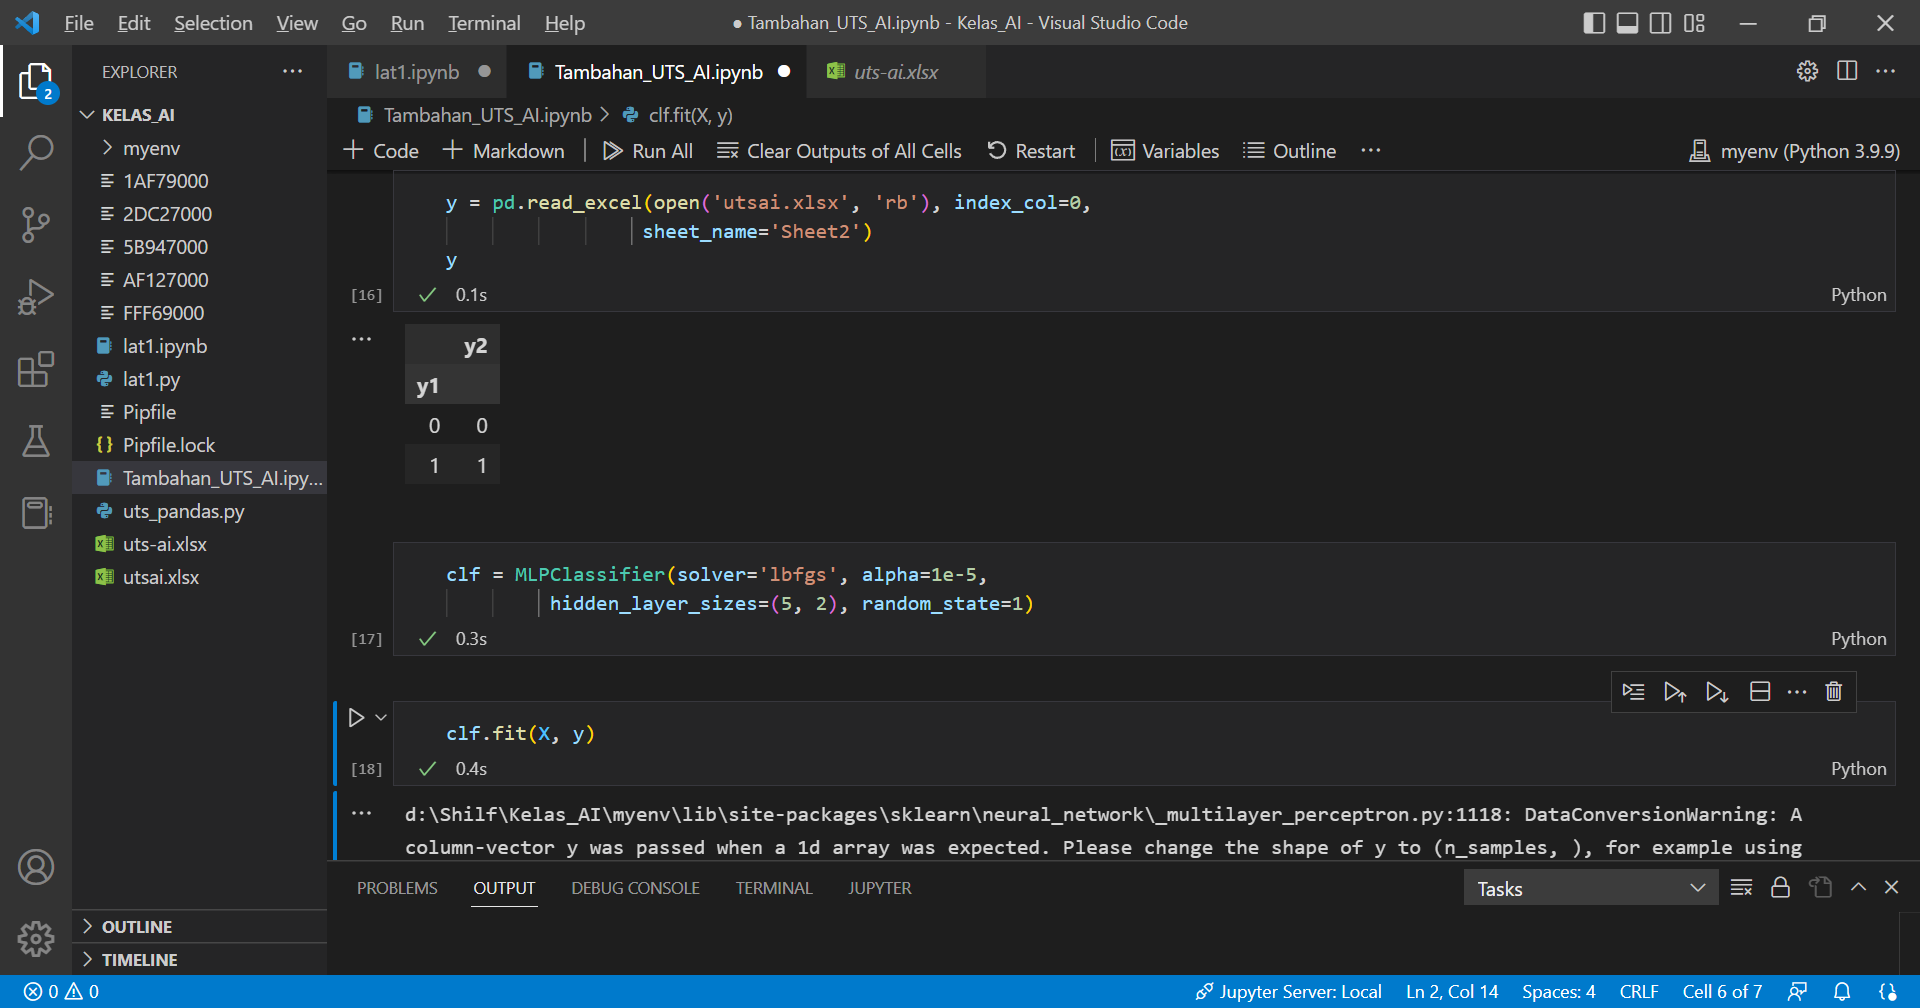 File Edit Selection View Go Run Terminal Help ● Tambahan_UTS_AI.ipynb - Kelas_AI - Visual Studio Code
2
EXPLORER ···
KELAS_AI
myenv
1AF79000
2DC27000
5B947000
AF127000
FFF69000
lat1.ipynb
lat1.py
Pipfile
{} Pipfile.lock
Tambahan_UTS_AI.ipy...
uts_pandas.py
uts-ai.xlsx
utsai.xlsx
OUTLINE
TIMELINE
lat1.ipynb ● Tambahan_UTS_AI.ipynb ● uts-ai.xlsx
Tambahan_UTS_AI.ipynb > clf.fit(X, y)
+ Code + Markdown | Run All Clear Outputs of All Cells Restart | Variables Outline ··· myenv (Python 3.9.9)
y = pd.read_excel(open('utsai.xlsx', 'rb'), index_col=0,
sheet_name='Sheet2')
y
[16] ✓ 0.1s Python
··· y2
y1
0 0
1 1
clf = MLPClassifier(solver='lbfgs', alpha=1e-5,
hidden_layer_sizes=(5, 2), random_state=1)
[17] ✓ 0.3s Python
clf.fit(X, y)
[18] ✓ 0.4s Python
··· d:\Shilf\Kelas_AI\myenv\lib\site-packages\sklearn\neural_network\_multilayer_perceptron.py:1118: DataConversionWarning: A
column-vector y was passed when a 1d array was expected. Please change the shape of y to (n_samples, ), for example using
PROBLEMS OUTPUT DEBUG CONSOLE TERMINAL JUPYTER Tasks
0 0 Jupyter Server: Local Ln 2, Col 14 Spaces: 4 CRLF Cell 6 of 7